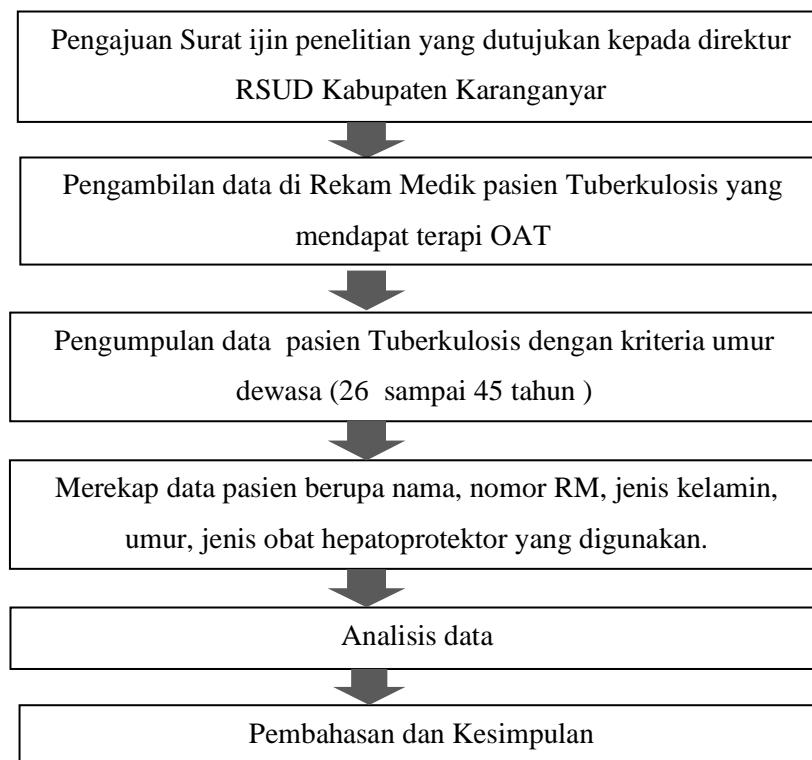 Pengajuan Surat ijin penelitian yang dutujukan kepada direktur
RSUD Kabupaten Karanganyar
Pengambilan data di Rekam Medik pasien Tuberkulosis yang
mendapat terapi OAT
Pengumpulan data  pasien Tuberkulosis dengan kriteria umur
dewasa (26  sampai 45 tahun )
Merekap data pasien berupa nama, nomor RM, jenis kelamin,
umur, jenis obat hepatoprotektor yang digunakan.
Analisis data
Pembahasan dan Kesimpulan